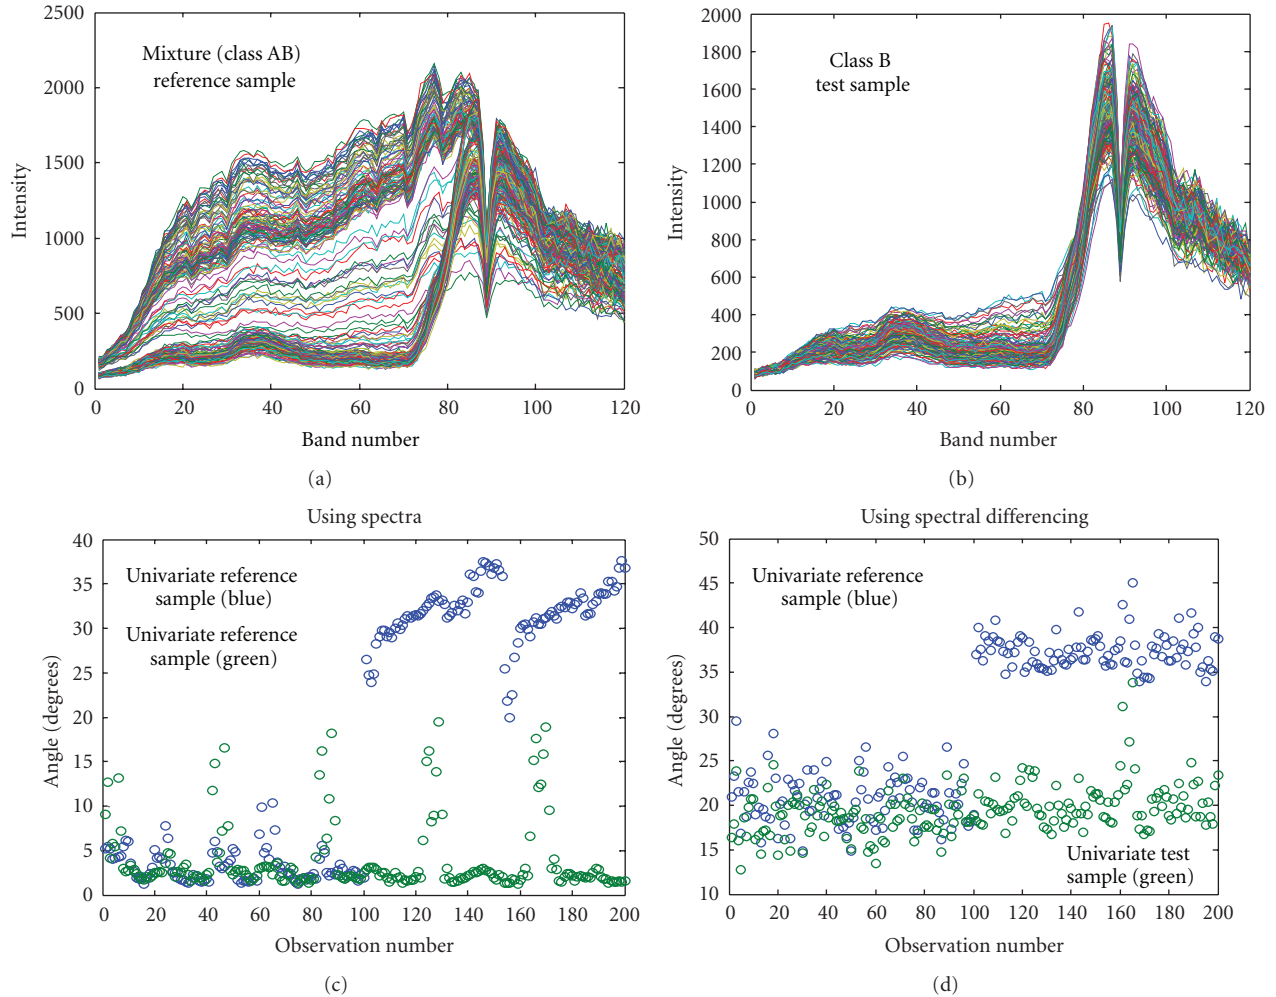 2500
2000
1500
1000
500
0
Mixture (class AB)
reference sample
Intensity
0 20 40 60 80 100 120
Band number
(a)
2000
1800
1600
1400
1200
1000
800
600
400
200
0
Class B
test sample
Intensity
0 20 40 60 80 100 120
Band number
(b)
Using spectra
40
35
30
25
20
15
10
5
0
Univariate reference
sample (blue)
Univariate reference
sample (green)
Angle (degrees)
0 20 40 60 80 100 120 140 160 180 200
Observation number
(c)
Using spectral differencing
50
45
40
35
30
25
20
15
10
Univariate reference
sample (blue)
Univariate test
sample (green)
Angle (degrees)
0 20 40 60 80 100 120 140 160 180 200
Observation number
(d)